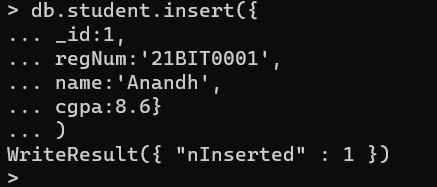 > db.student.insert({
... _id:1,
... regNum:'21BIT0001',
... name:'Anandh',
... cgpa:8.6}
... )
WriteResult({ "nInserted" : 1 })
>